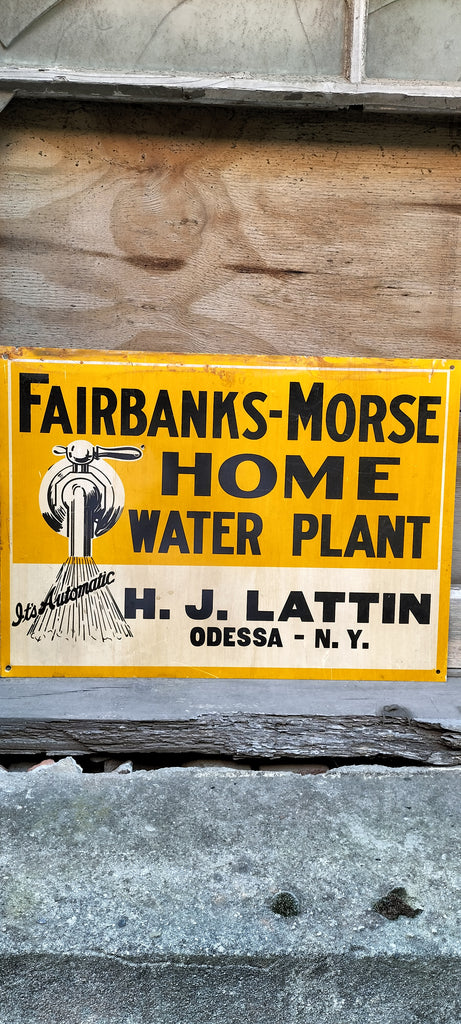 FAIRBANKS-MORSE
HOME
WATER PLANT
It's Automatic
H. J. LATTIN
ODESSA - N. Y.